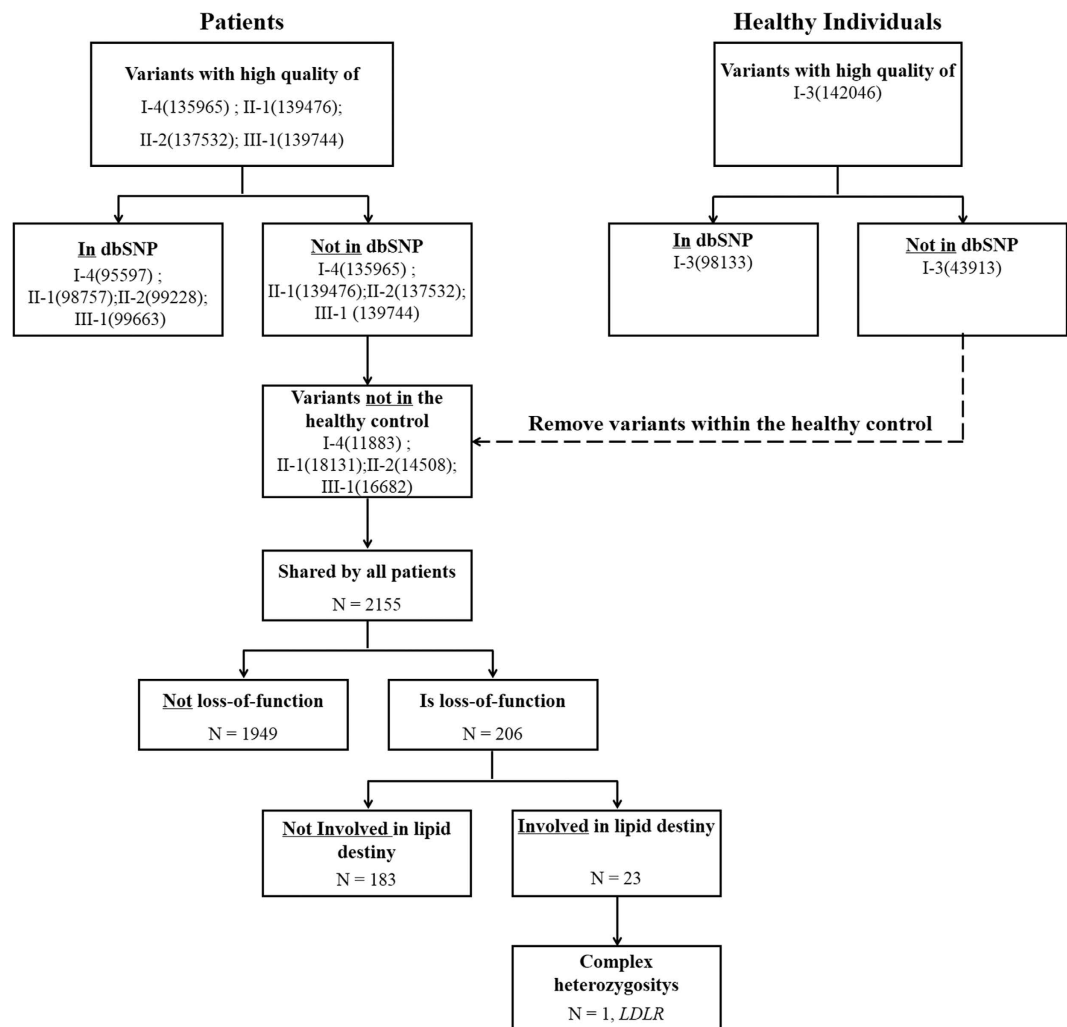 Patients
Variants with high quality of
I-4(135965) ; II-1(139476);
II-2(137532); III-1(139744)
In dbSNP
I-4(95597) ;
II-1(98757);II-2(99228);
III-1(99663)
Not in dbSNP
I-4(135965) ;
II-1(139476);II-2(137532);
III-1 (139744)
Healthy Individuals
Variants with high quality of
I-3(142046)
In dbSNP
I-3(98133)
Not in dbSNP
I-3(43913)
Variants not in the
healthy control
I-4(11883) ;
II-1(18131);II-2(14508);
III-1(16682)
Remove variants within the healthy control
Shared by all patients
N = 2155
Not loss-of-function
N = 1949
Is loss-of-function
N = 206
Not Involved in lipid
destiny
N = 183
Involved in lipid destiny
N = 23
Complex
heterozygositys
N = 1, LDLR